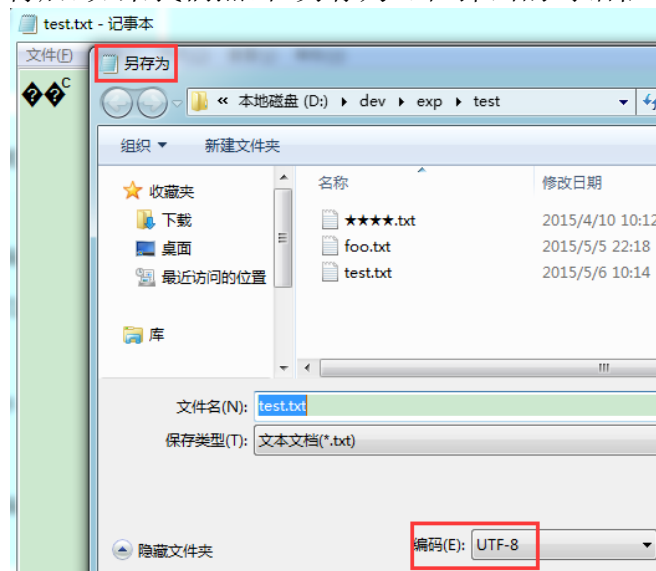 test.txt - 记事本
文件(F)
另存为
��C
« 本地磁盘 (D:) ▸ dev ▸ exp ▸ test
组织 ▼ 新建文件夹
收藏夹
下载
桌面
最近访问的位置
库
名称 修改日期
★★★★.txt 2015/4/10 10:12
foo.txt 2015/5/5 22:18
test.txt 2015/5/6 10:14
文件名(N): test.txt
保存类型(T): 文本文档(*.txt)
隐藏文件夹 编码(E): UTF-8